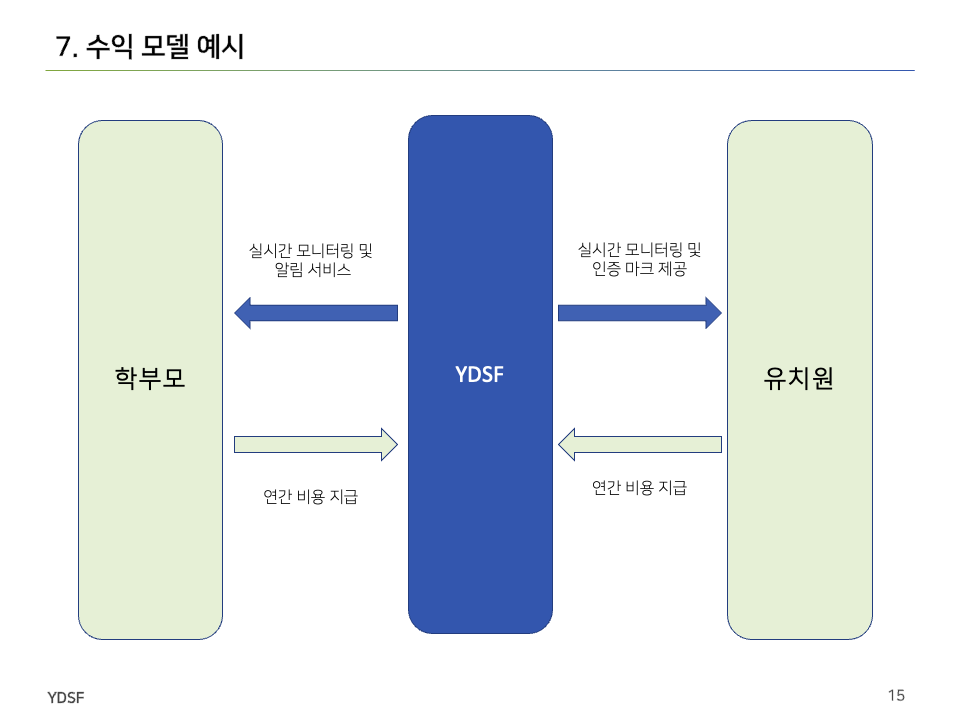 7. 수익 모델 예시
실시간 모니터링 및
알림 서비스
실시간 모니터링 및
인증 마크 제공
학부모
YDSF
유치원
연간 비용 지급
연간 비용 지급
YDSF
15